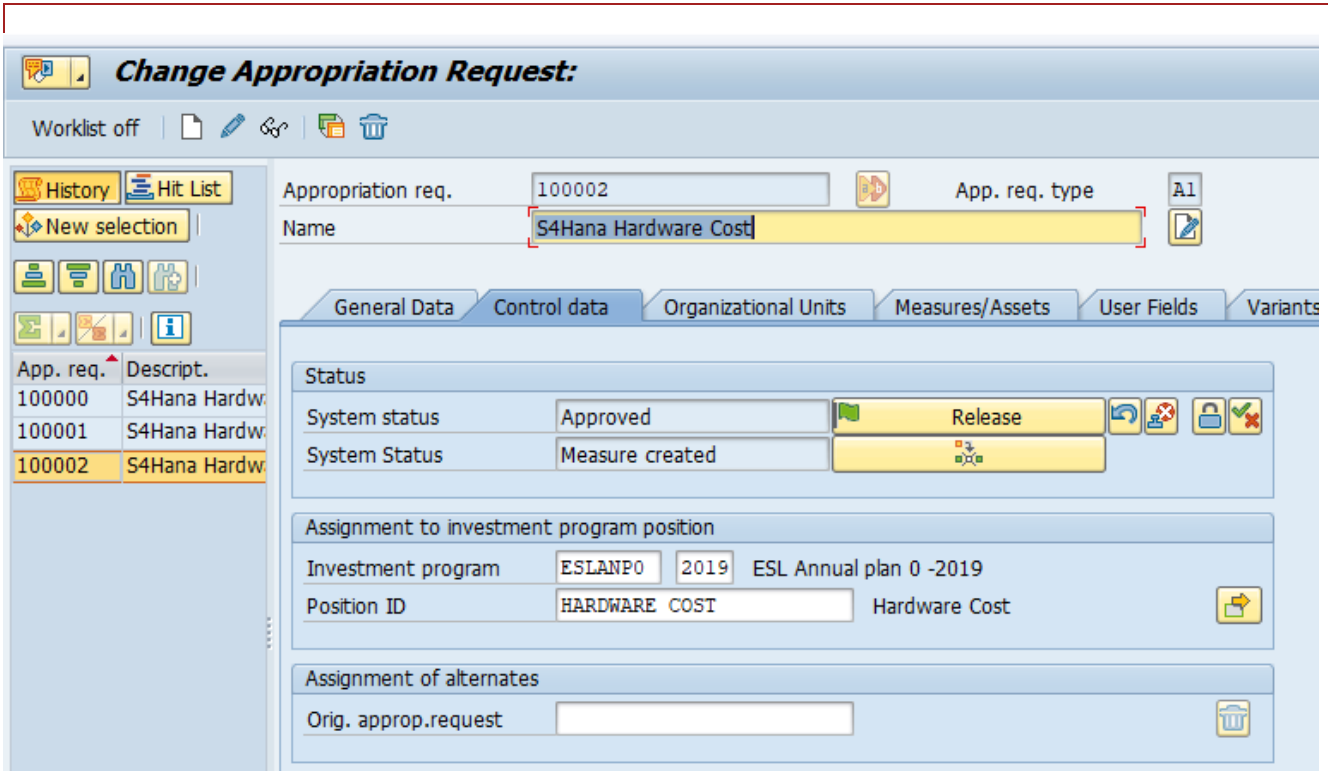 Change Appropriation Request:
Worklist off
History Hit List
New selection
App. req. Descript.
100000 S4Hana Hardw
100001 S4Hana Hardw
100002 S4Hana Hardw
Appropriation req. 100002 App. req. type A1
Name S4Hana Hardware Cost
General Data Control data Organizational Units Measures/Assets User Fields Variants
Status
System status Approved Release
System Status Measure created
Assignment to investment program position
Investment program ESLANP0 2019 ESL Annual plan 0 -2019
Position ID HARDWARE COST Hardware Cost
Assignment of alternates
Orig. approp.request